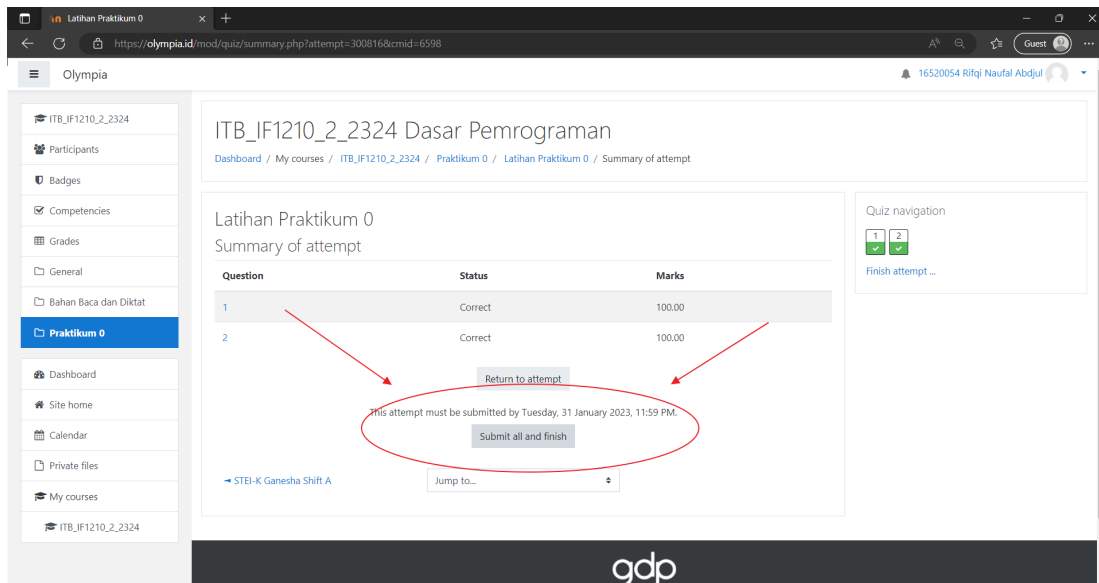 Latihan Praktikum 0
https://olympia.id/mod/quiz/summary.php?attempt=300816&cmid=6598
Guest
Olympia
16520054 Rifqi Naufal Abdjul
ITB_IF1210_2_2324
Participants
Badges
Competencies
Grades
General
Bahan Baca dan Diktat
Praktikum 0
Dashboard
Site home
Calendar
Private files
My courses
ITB_IF1210_2_2324
ITB_IF1210_2_2324 Dasar Pemrograman
Dashboard / My courses / ITB_IF1210_2_2324 / Praktikum 0 / Latihan Praktikum 0 / Summary of attempt
Latihan Praktikum 0
Summary of attempt
Question Status Marks
1 Correct 100.00
2 Correct 100.00
Return to attempt
This attempt must be submitted by Tuesday, 31 January 2023, 11:59 PM.
Submit all and finish
◄ STEI-K Ganesha Shift A
Jump to...
Quiz navigation
1 2
Finish attempt ...
gdp